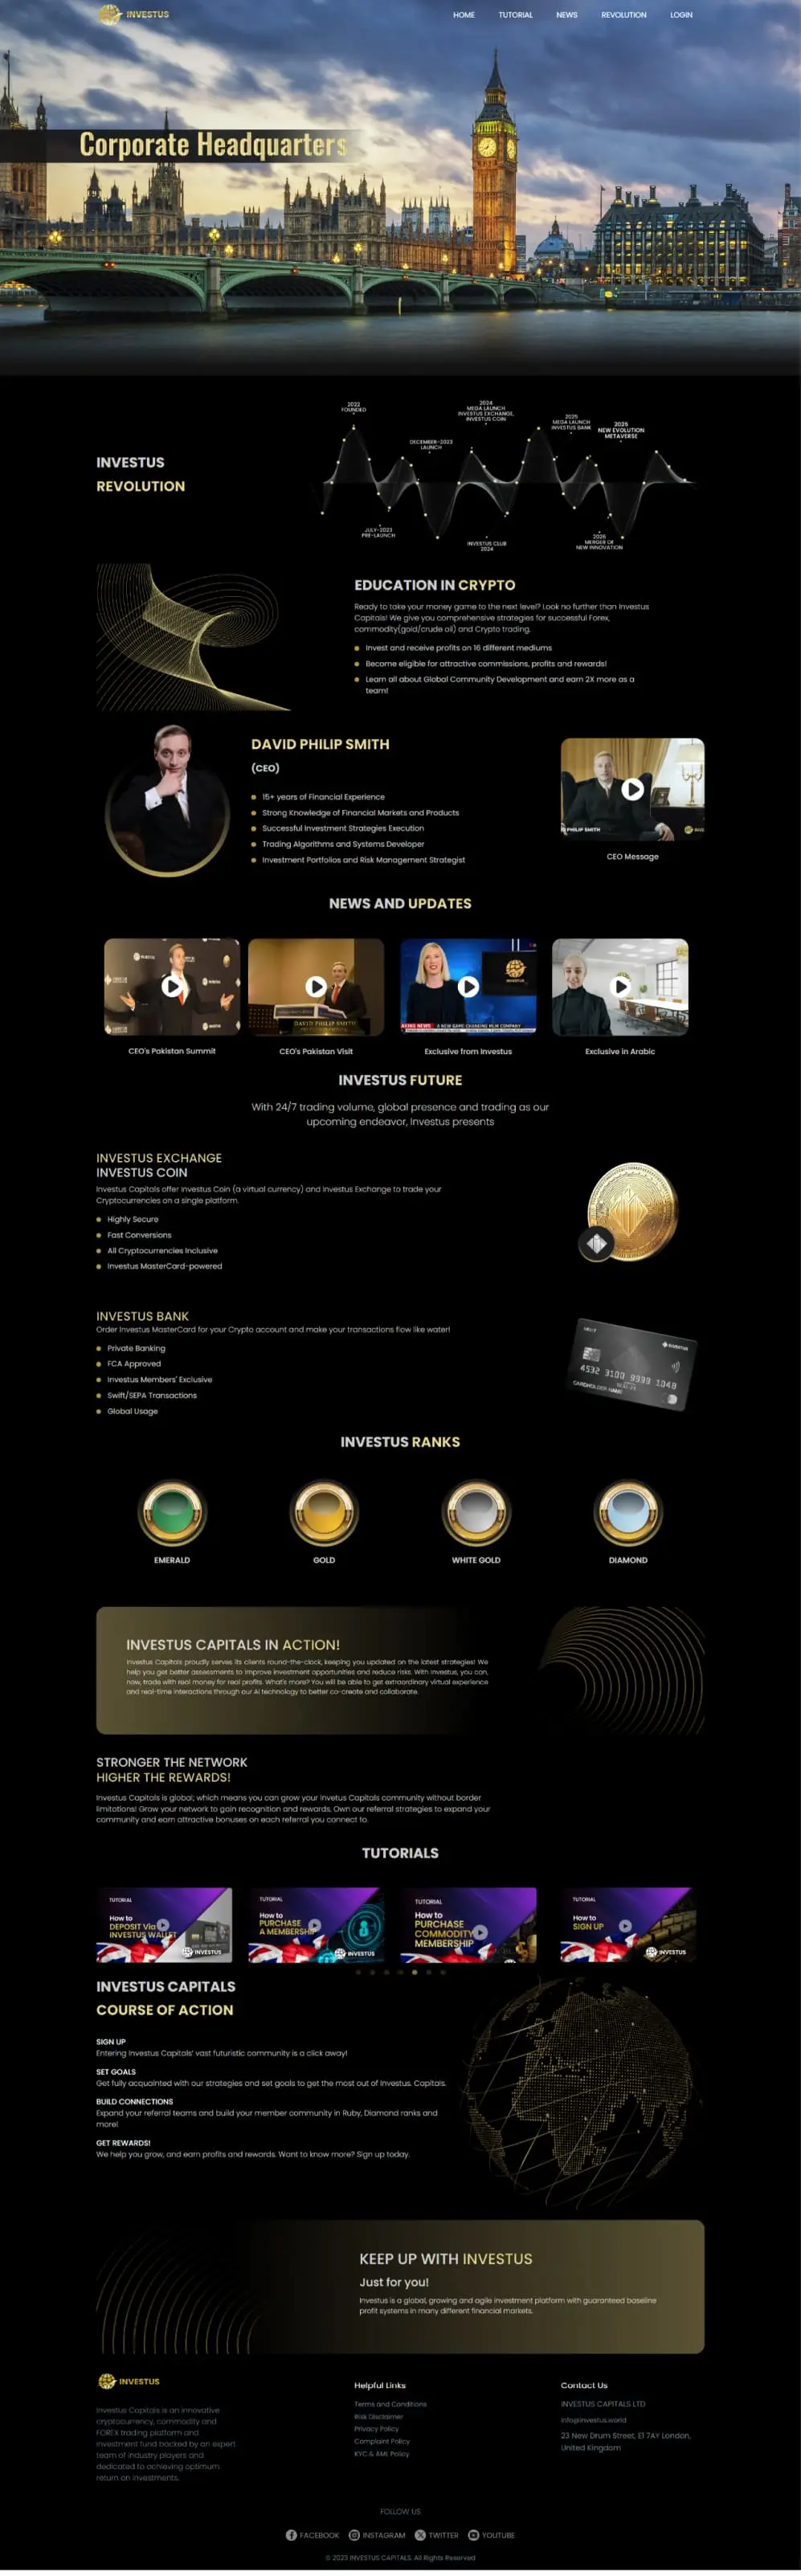 INVESTUS
HOME
TUTORIAL
NEWS
REVOLUTION
LOGIN
Corporate Headquarters
2022
FOUNDED
2024
MEGA LAUNCH
INVESTUS EXCHANGE,
INVESTUS COIN
DECEMBER-2023
LAUNCH
2025
MEGA LAUNCH
INVESTUS BANK
2025
NEW EVOLUTION
METAVERSE
INVESTUS
REVOLUTION
JULY-2023
PRE-LAUNCH
INVESTUS CLUB
2024
2026
MERGER OF
NEW INNOVATION
EDUCATION IN CRYPTO
Ready to take your money game to the next level? Look no further than Investus
Capitals! We give you comprehensive strategies for successful Forex,
commodity(gold/crude oil) and Crypto trading.
Invest and receive profits on 16 different mediums
Become eligible for attractive commissions, profits and rewards!
Learn all about Global Community Development and earn 2X more as a
team!
DAVID PHILIP SMITH
(CEO)
15+ years of Financial Experience
Strong Knowledge of Financial Markets and Products
Successful Investment Strategies Execution
Trading Algorithms and Systems Developer
Investment Portfolios and Risk Management Strategist
PHILIP SMITH
CEO Message
NEWS AND UPDATES
DAVID PHILIP SMITH
INVESTUS
AKING NEWS
A NEW GAME CHANGING MLM COMPANY
CEO's Pakistan Summit
CEO's Pakistan Visit
Exclusive from Investus
Exclusive in Arabic
INVESTUS FUTURE
With 24/7 trading volume, global presence and trading as our
upcoming endeavor, Investus presents
INVESTUS EXCHANGE
INVESTUS COIN
Investus Capitals offer Investus Coin (a virtual currency) and Investus Exchange to trade your
Cryptocurrencies on a single platform.
Highly Secure
Fast Conversions
All Cryptocurrencies Inclusive
Investus MasterCard-powered
INVESTUS BANK
Order Investus MasterCard for your Crypto account and make your transactions flow like water!
Private Banking
FCA Approved
Investus Members' Exclusive
Swift/SEPA Transactions
Global Usage
INVESTUS
4532 3100 9999 1048
CARDHOLDER NAME
INVESTUS RANKS
EMERALD
GOLD
WHITE GOLD
DIAMOND
INVESTUS CAPITALS IN ACTION!
Investus Capitals proudly serves its clients round-the-clock, keeping you updated on the latest strategies! We
help you get better assessments to improve investment opportunities and reduce risks. With Investus, you can,
now, trade with real money for real profits. What's more? You will be able to get extraordinary virtual experience
and real-time interactions through our AI technology to better co-create and collaborate.
STRONGER THE NETWORK
HIGHER THE REWARDS!
Investus Capitals is global; which means you can grow your Invetus Capitals community without border
limitations! Grow your network to gain recognition and rewards. Own our referral strategies to expand your
community and earn attractive bonuses on each referral you connect to.
TUTORIALS
TUTORIAL
How to
DEPOSIT Via
INVESTUS WALLET
INVESTUS
TUTORIAL
How to
PURCHASE
A MEMBERSHIP
INVESTUS
TUTORIAL
How to
PURCHASE
COMMODITY
MEMBERSHIP
TUTORIAL
How to
SIGN UP
INVESTUS
INVESTUS CAPITALS
COURSE OF ACTION
SIGN UP
Entering Investus Capitals' vast futuristic community is a click away!
SET GOALS
Get fully acquainted with our strategies and set goals to get the most out of Investus. Capitals.
BUILD CONNECTIONS
Expand your referral teams and build your member community in Ruby, Diamond ranks and
more!
GET REWARDS!
We help you grow, and earn profits and rewards. Want to know more? Sign up today.
KEEP UP WITH INVESTUS
Just for you!
Investus is a global, growing and agile investment platform with guaranteed baseline
profit systems in many different financial markets.
INVESTUS
Investus Capitals is an innovative
cryptocurrency, commodity and
FOREX trading platform and
investment fund backed by an expert
team of industry players and
dedicated to achieving optimum
return on investments.
Helpful Links
Terms and Conditions
Risk Disclaimer
Privacy Policy
Complaint Policy
KYC & AML Policy
Contact Us
INVESTUS CAPITALS LTD
info@investus.world
23 New Drum Street, E1 7AY London,
United Kingdom
FOLLOW US
FACEBOOK
INSTAGRAM
TWITTER
YOUTUBE
© 2023 INVESTUS CAPITALS. All Rights Reserved